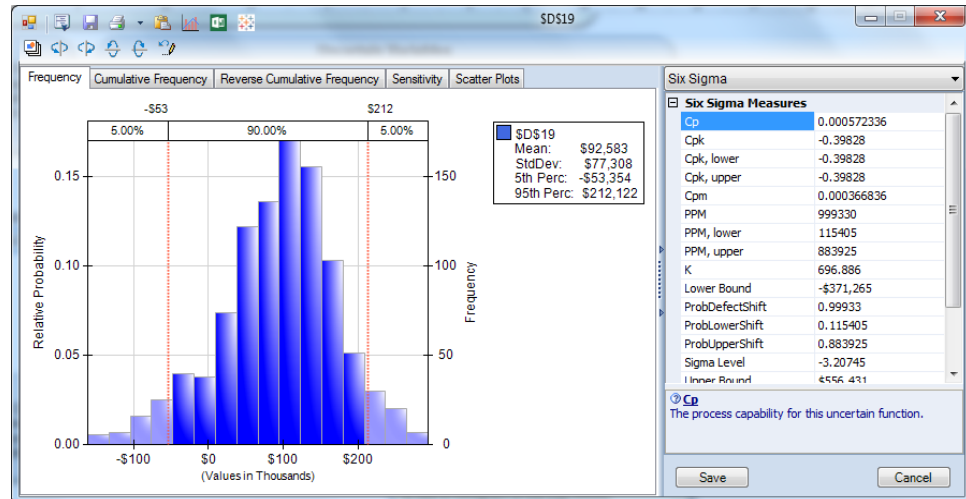 $D$19
Frequency Cumulative Frequency Reverse Cumulative Frequency Sensitivity Scatter Plots
-$53 $212
5.00% 90.00% 5.00%
0.15
0.10
0.05
0.00
Relative Probability
150
100
50
0
Frequency
-$100 $0 $100 $200
(Values in Thousands)
$D$19
Mean: $92,583
StdDev: $77,308
5th Perc: -$53,354
95th Perc: $212,122
Six Sigma
Six Sigma Measures
Cp 0.000572336
Cpk -0.39828
Cpk, lower -0.39828
Cpk, upper -0.39828
Cpm 0.000366836
PPM 999330
PPM, lower 115405
PPM, upper 883925
K 696.886
Lower Bound -$371,265
ProbDefectShift 0.99933
ProbLowerShift 0.115405
ProbUpperShift 0.883925
Sigma Level -3.20745
Upper Bound $556,431
Cp
The process capability for this uncertain function.
Save Cancel